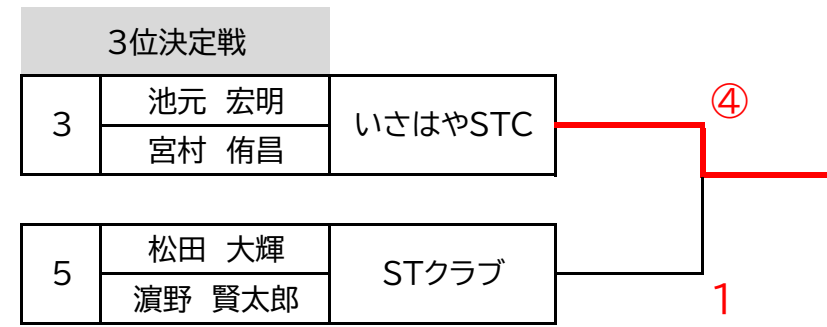 3位決定戦
3
池元 宏明
宮村 侑昌
いさはやSTC
④
5
松田 大輝
濵野 賢太郎
STクラブ
1